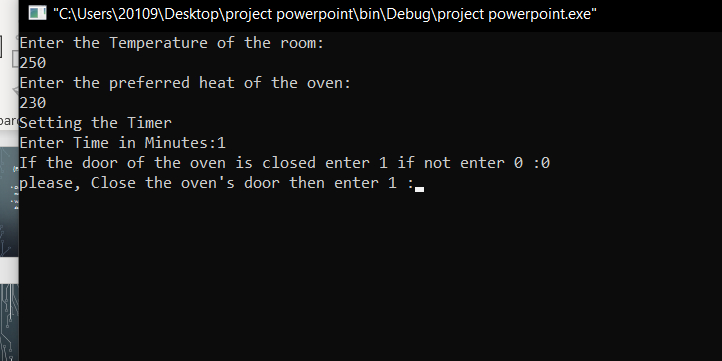 "C:\Users\20109\Desktop\project powerpoint\bin\Debug\project powerpoint.exe"
Enter the Temperature of the room:
250
Enter the preferred heat of the oven:
230
Setting the Timer
Enter Time in Minutes:1
If the door of the oven is closed enter 1 if not enter 0 :0
please, Close the oven's door then enter 1 :